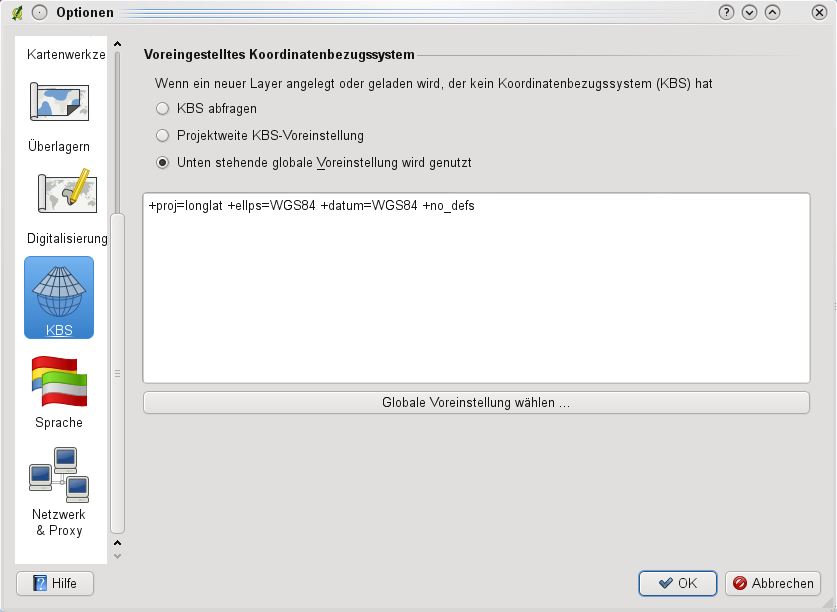 Optionen
Kartenwerkze
Überlagern
Digitalisierung
KBS
Sprache
Netzwerk
& Proxy
Voreingestelltes Koordinatenbezugssystem
Wenn ein neuer Layer angelegt oder geladen wird, der kein Koordinatenbezugssystem (KBS) hat
KBS abfragen
Projektweite KBS-Voreinstellung
Unten stehende globale Voreinstellung wird genutzt
+proj=longlat +ellps=WGS84 +datum=WGS84 +no_defs
Globale Voreinstellung wählen ...
Hilfe
OK
Abbrechen